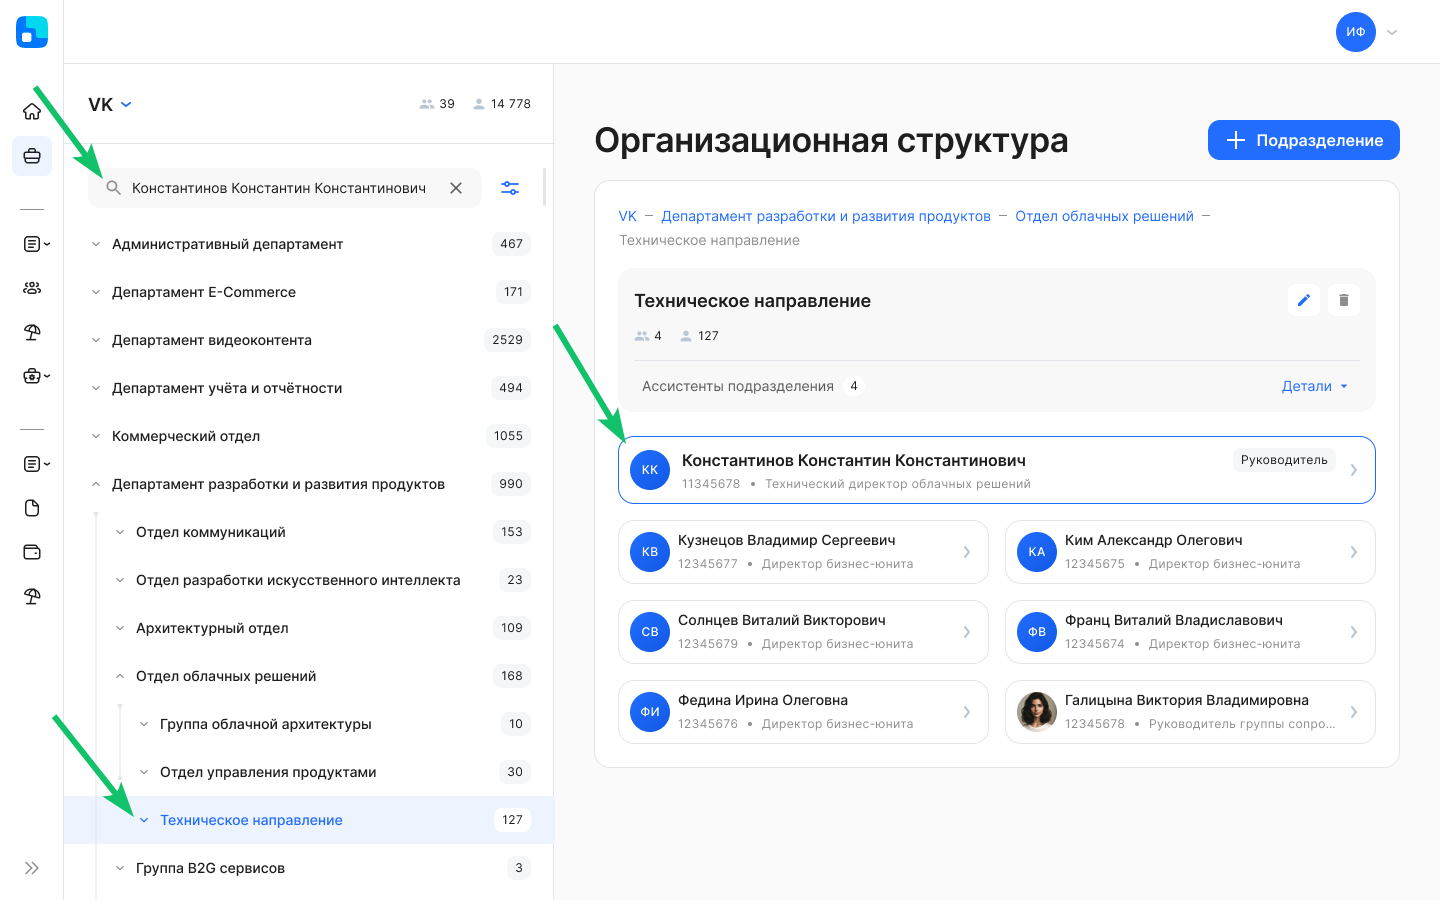 ИФ
VK
39
14 778
Константинов Константин Константинович
Административный департамент
467
Департамент E-Commerce
171
Департамент видеоконтента
2529
Департамент учёта и отчётности
494
Коммерческий отдел
1055
Департамент разработки и развития продуктов
990
Отдел коммуникаций
153
Отдел разработки искусственного интеллекта
23
Архитектурный отдел
109
Отдел облачных решений
168
Группа облачной архитектуры
10
Отдел управления продуктами
30
Техническое направление
127
Группа B2G сервисов
3
Организационная структура
Подразделение
VK – Департамент разработки и развития продуктов – Отдел облачных решений –
Техническое направление
Техническое направление
4
127
Ассистенты подразделения 4
Детали
КК
Константинов Константин Константинович
Руководитель
11345678 • Технический директор облачных решений
КВ
Кузнецов Владимир Сергеевич
12345677 • Директор бизнес-юнита
КА
Ким Александр Олегович
12345675 • Директор бизнес-юнита
СВ
Солнцев Виталий Викторович
12345679 • Директор бизнес-юнита
ФВ
Франц Виталий Владиславович
12345674 • Директор бизнес-юнита
ФИ
Федина Ирина Олеговна
12345676 • Директор бизнес-юнита
Галицына Виктория Владимировна
12345678 • Руководитель группы сопро...